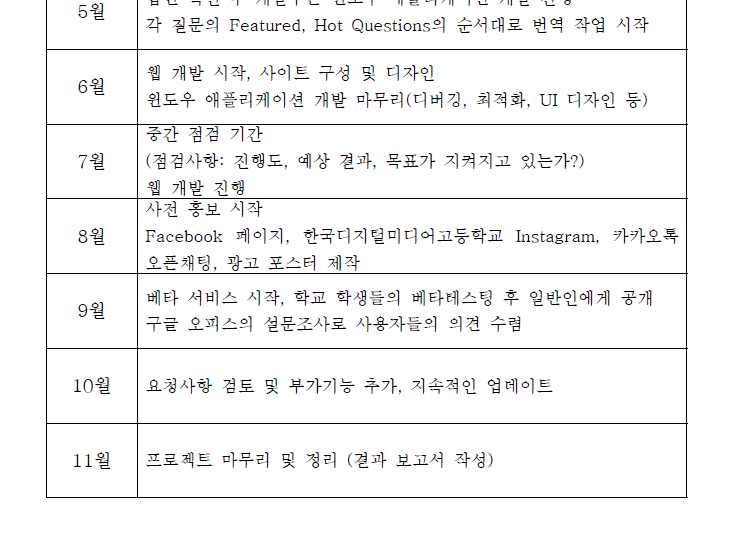 5월
각 질문의 Featured, Hot Questions의 순서대로 번역 작업 시작
6월
웹 개발 시작, 사이트 구성 및 디자인
윈도우 애플리케이션 개발 마무리(디버깅, 최적화, UI 디자인 등)
7월
중간 점검 기간
(점검사항: 진행도, 예상 결과, 목표가 지켜지고 있는가?)
웹 개발 진행
8월
사전 홍보 시작
Facebook 페이지, 한국디지털미디어고등학교 Instagram, 카카오톡
오픈채팅, 광고 포스터 제작
9월
베타 서비스 시작, 학교 학생들의 베타테스팅 후 일반인에게 공개
구글 오피스의 설문조사로 사용자들의 의견 수렴
10월
요청사항 검토 및 부가기능 추가, 지속적인 업데이트
11월
프로젝트 마무리 및 정리 (결과 보고서 작성)